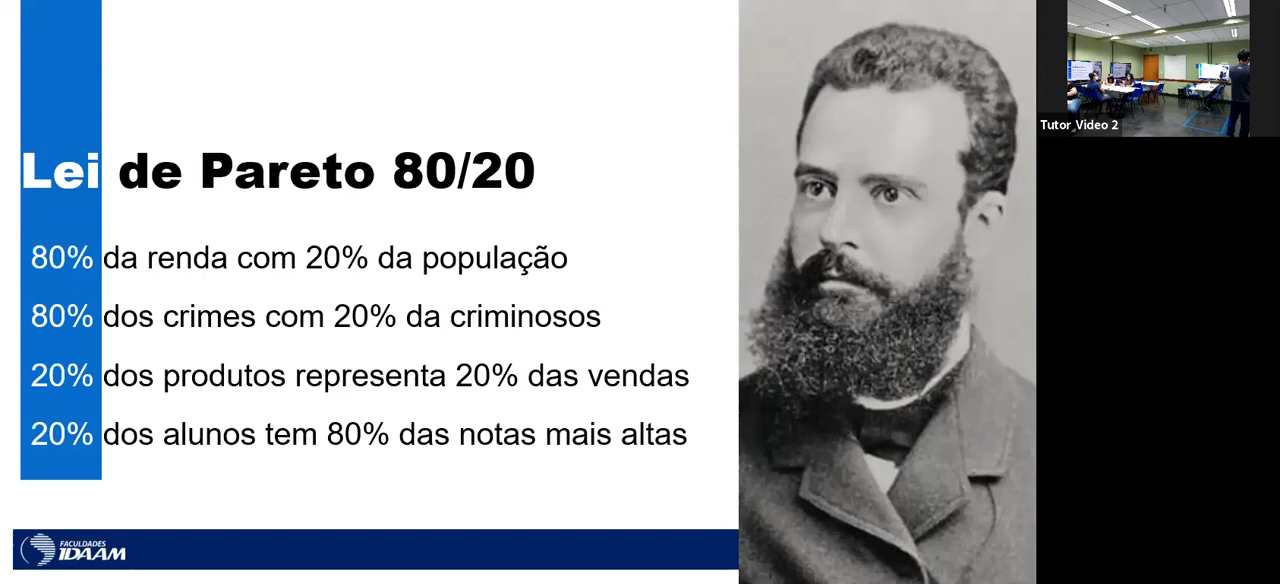 Lei de Pareto 80/20
80% da renda com 20% da população
80% dos crimes com 20% da criminosos
20% dos produtos representa 20% das vendas
20% dos alunos tem 80% das notas mais altas
FACULDADES
IDAAM
Tutor_Video 2